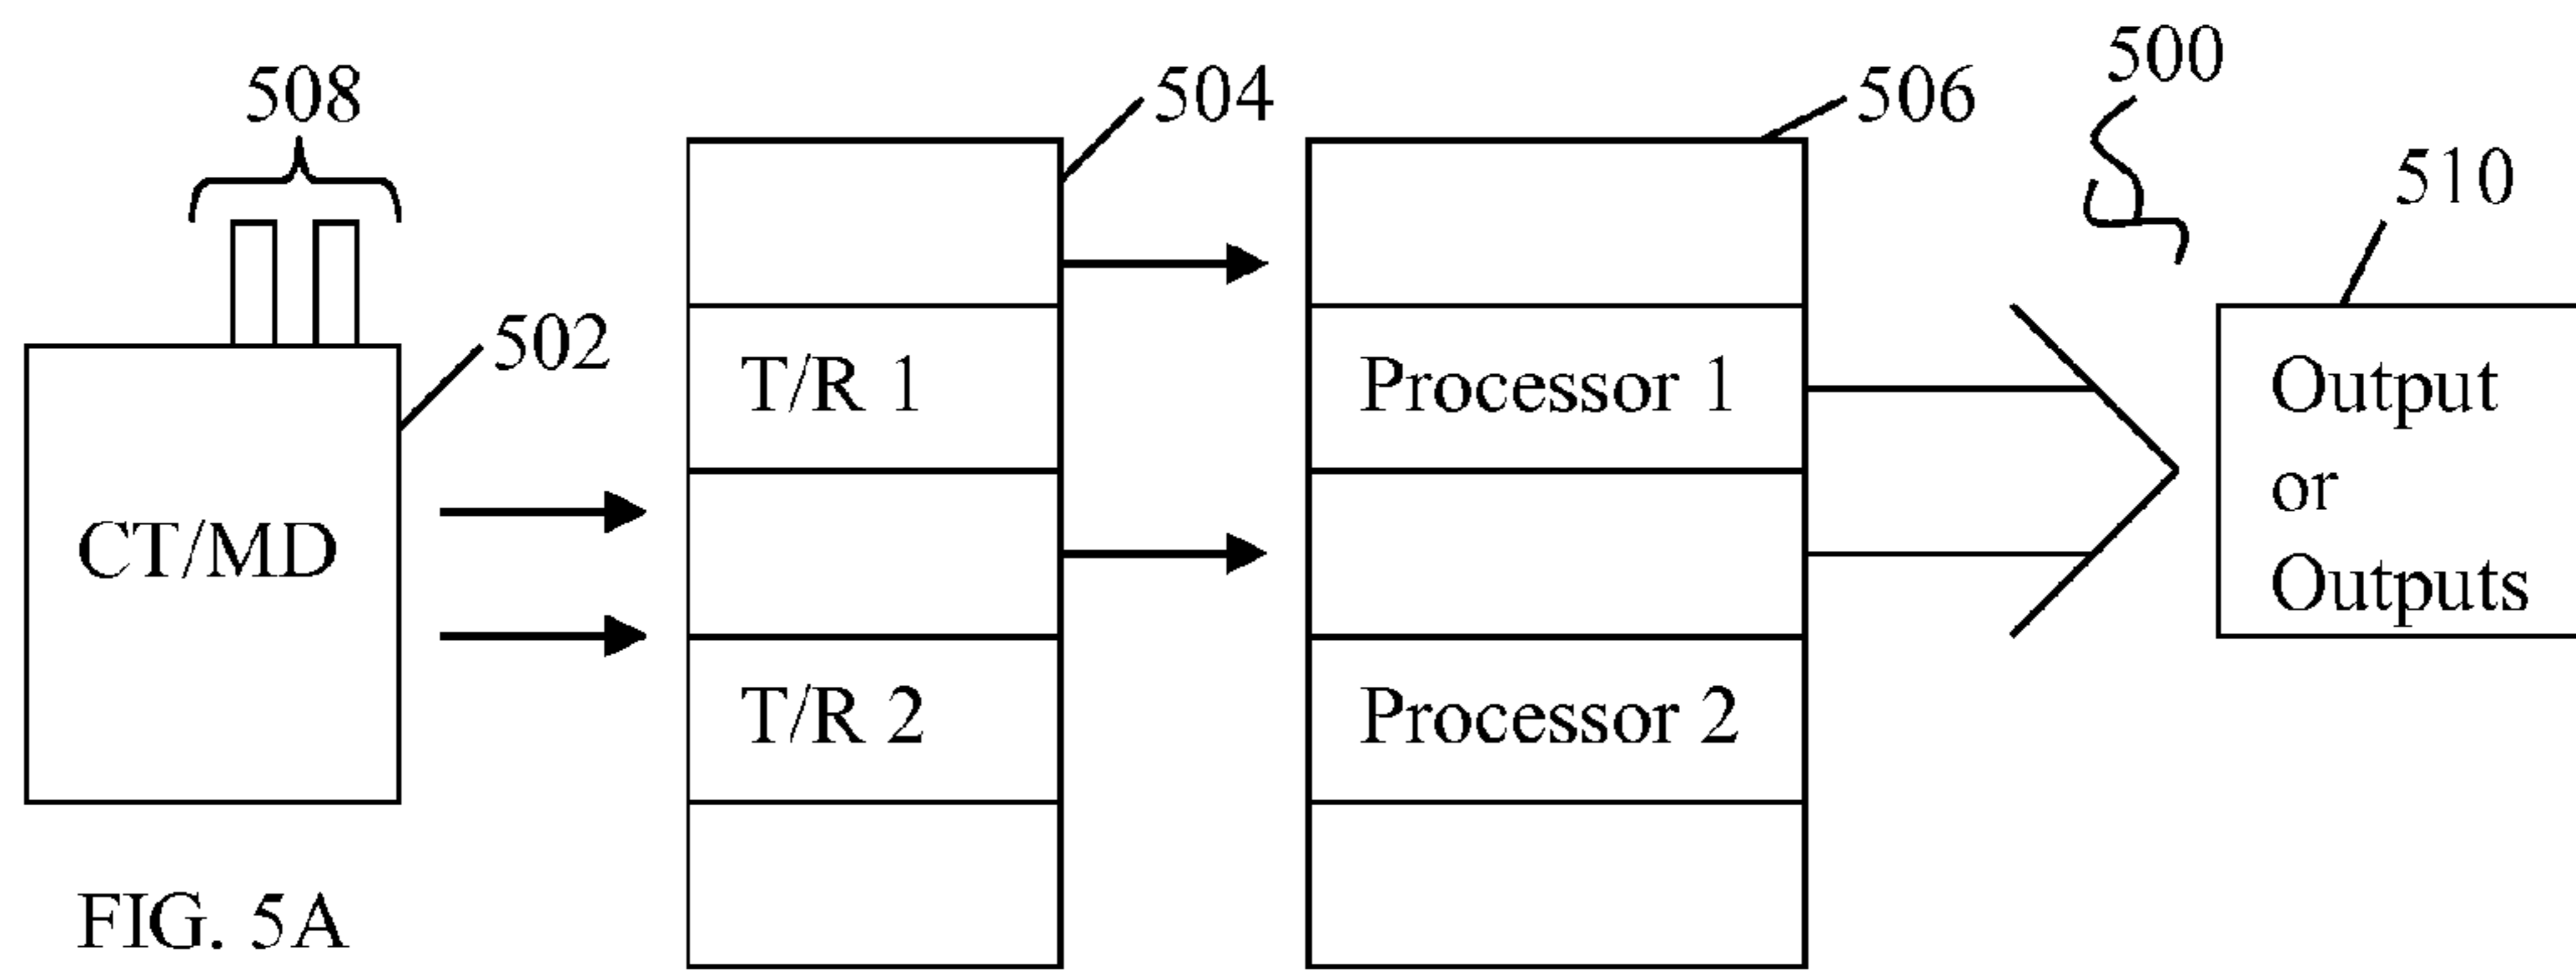 508
504
506
500
510
502
CT/MD
T/R 1
T/R 2
Processor 1
Processor 2
Output
or
Outputs
FIG. 5A